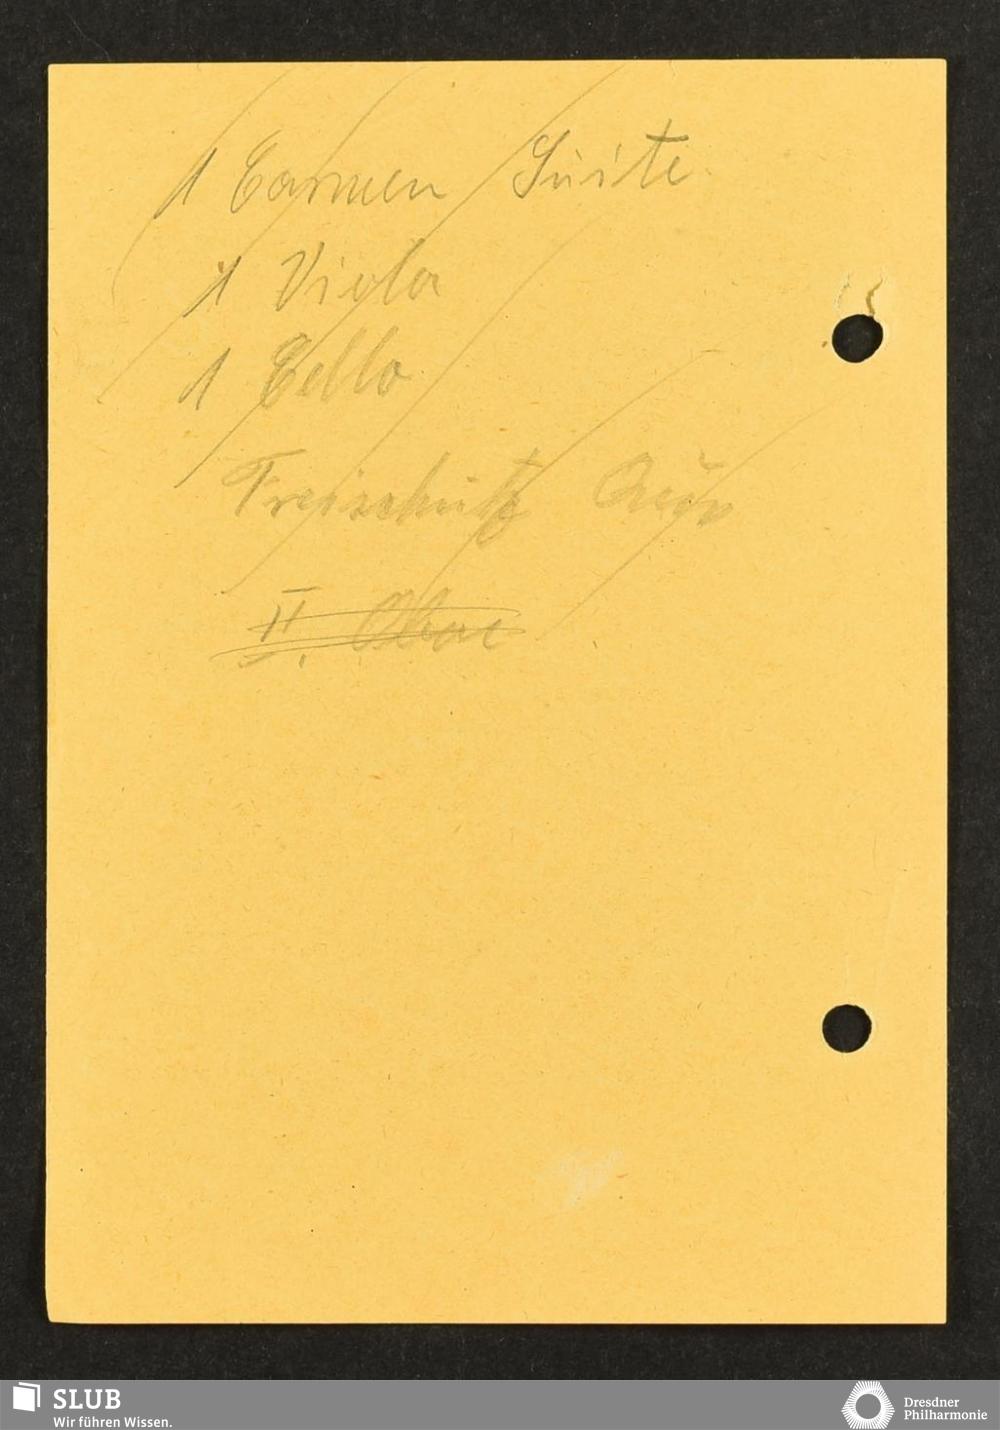 1 Carmen Suite
1 Viola
1 Cello
Freischütz
II. Oboe
SLUB
Wir führen Wissen.
Dresdner
Philharmonie